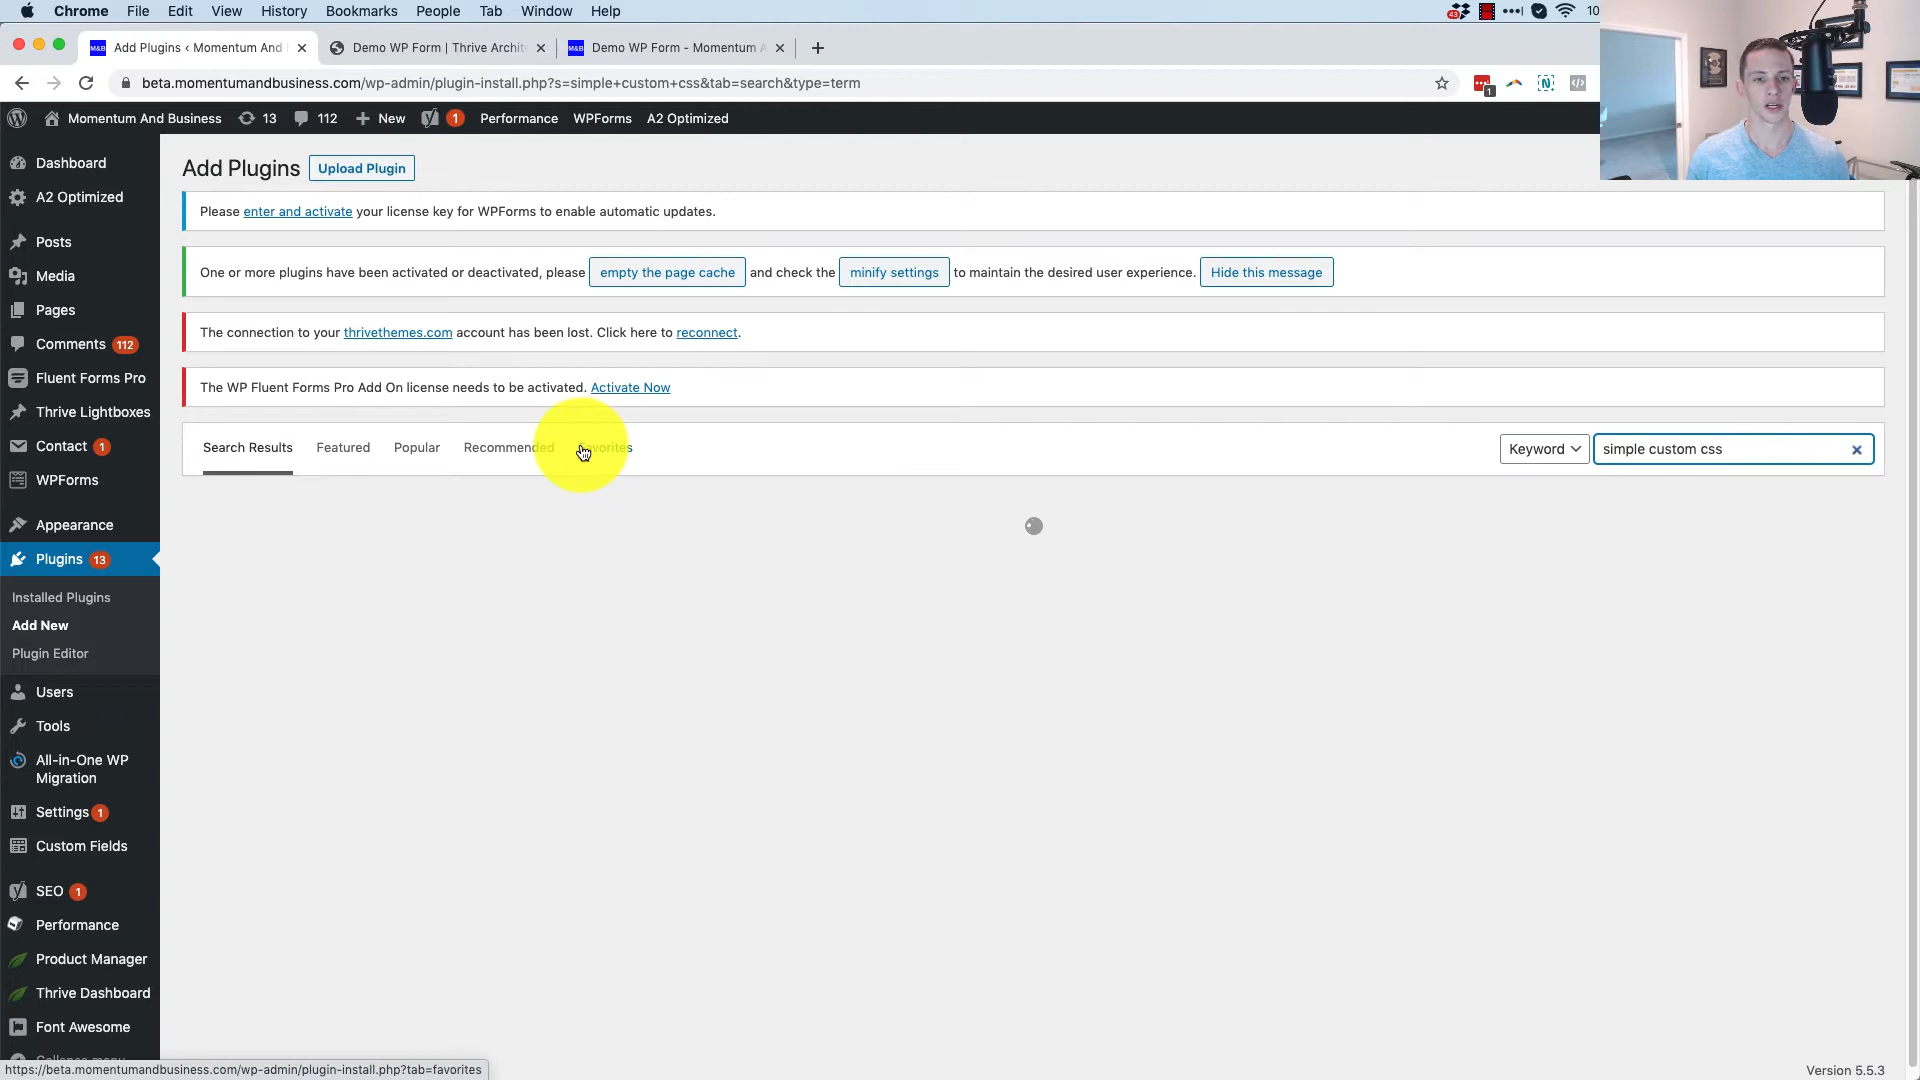 Chrome File Edit View History Bookmarks People Tab Window Help
43
10
M&B Add Plugins ‹ Momentum And
Demo WP Form | Thrive Archite
M&B Demo WP Form - Momentum A
beta.momentumandbusiness.com/wp-admin/plugin-install.php?s=simple+custom+css&tab=search&type=term
1
Momentum And Business 13 112 New 1 Performance WPForms A2 Optimized
Dashboard
A2 Optimized
Posts
Media
Pages
Comments 112
Fluent Forms Pro
Thrive Lightboxes
Contact 1
WPForms
Appearance
Plugins 13
Installed Plugins
Add New
Plugin Editor
Users
Tools
All-in-One WP
Migration
Settings 1
Custom Fields
SEO 1
Performance
Product Manager
Thrive Dashboard
Font Awesome
Collapse menu
Add Plugins Upload Plugin
Please enter and activate your license key for WPForms to enable automatic updates.
One or more plugins have been activated or deactivated, please empty the page cache and check the minify settings to maintain the desired user experience. Hide this message
The connection to your thrivethemes.com account has been lost. Click here to reconnect.
The WP Fluent Forms Pro Add On license needs to be activated. Activate Now
Search Results Featured Popular Recommended Favorites Keyword simple custom css
https://beta.momentumandbusiness.com/wp-admin/plugin-install.php?tab=favorites
Version 5.5.3